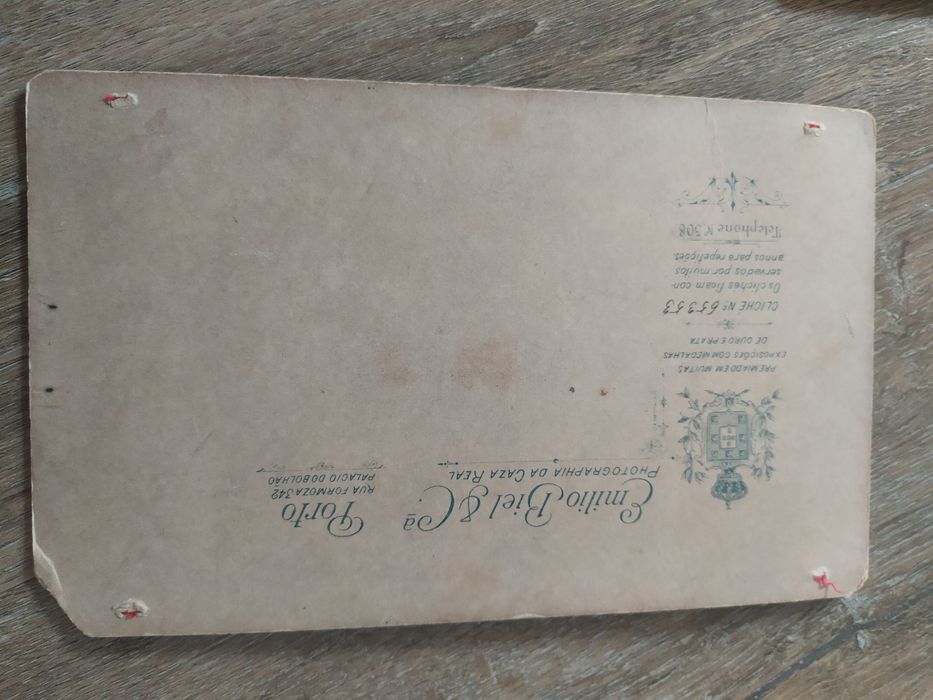 Emilio Biel & Cª
PHOTOGRAPHIA DA CAZA REAL
Porto
RUA FORMOZA 342
PALACIO DO BOLHÃO
PREMIADO EM MUITAS
EXPOSIÇÕES COM MEDALHAS
DE OURO E PRATA
CLICHÉ Nº 65353
Os clichés ficam con-
servados por muitos
annos para repetições.
Telephone Nº 508